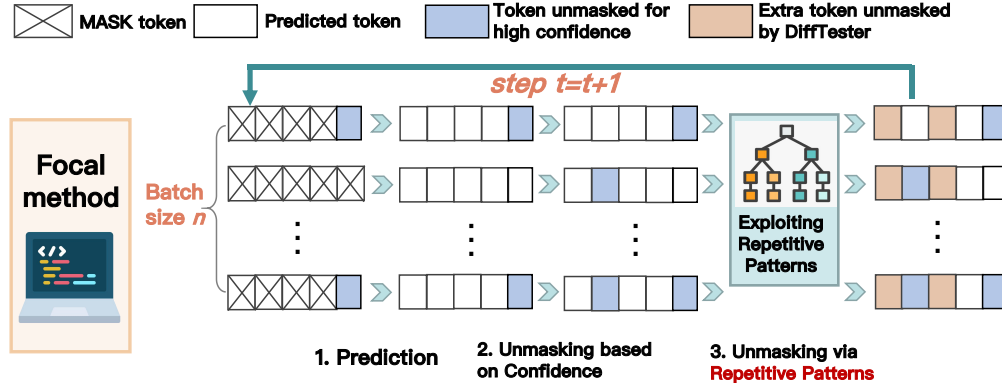 MASK token
Predicted token
Token unmasked for
high confidence
Extra token unmasked
by DiffTester
step t=t+1
Focal
method
</>
Batch
size n
Exploiting
Repetitive
Patterns
1. Prediction
2. Unmasking based
on Confidence
3. Unmasking via
Repetitive Patterns